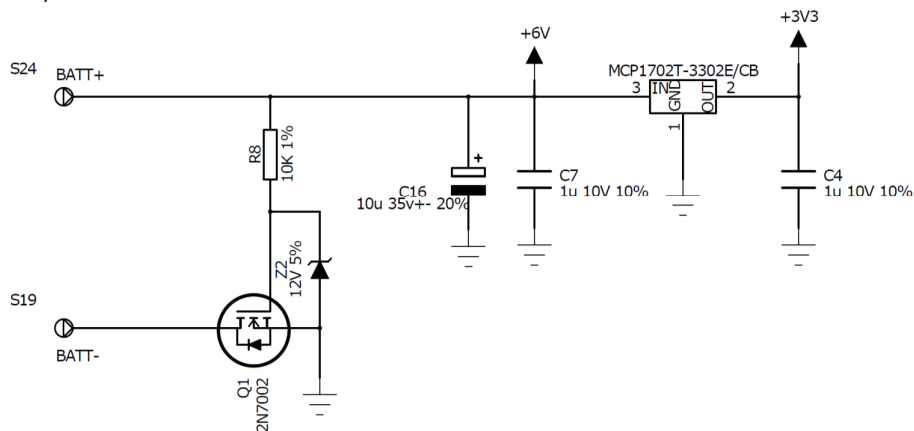 +6V
+3V3
S24
BATT+
MCP1702T-3302E/CB
3
IN
GND
OUT
2
1
R8
10K 1%
C16
10u 35v+- 20%
C7
1u 10V 10%
C4
1u 10V 10%
Z2
12V 5%
S19
BATT-
Q1
2N7002